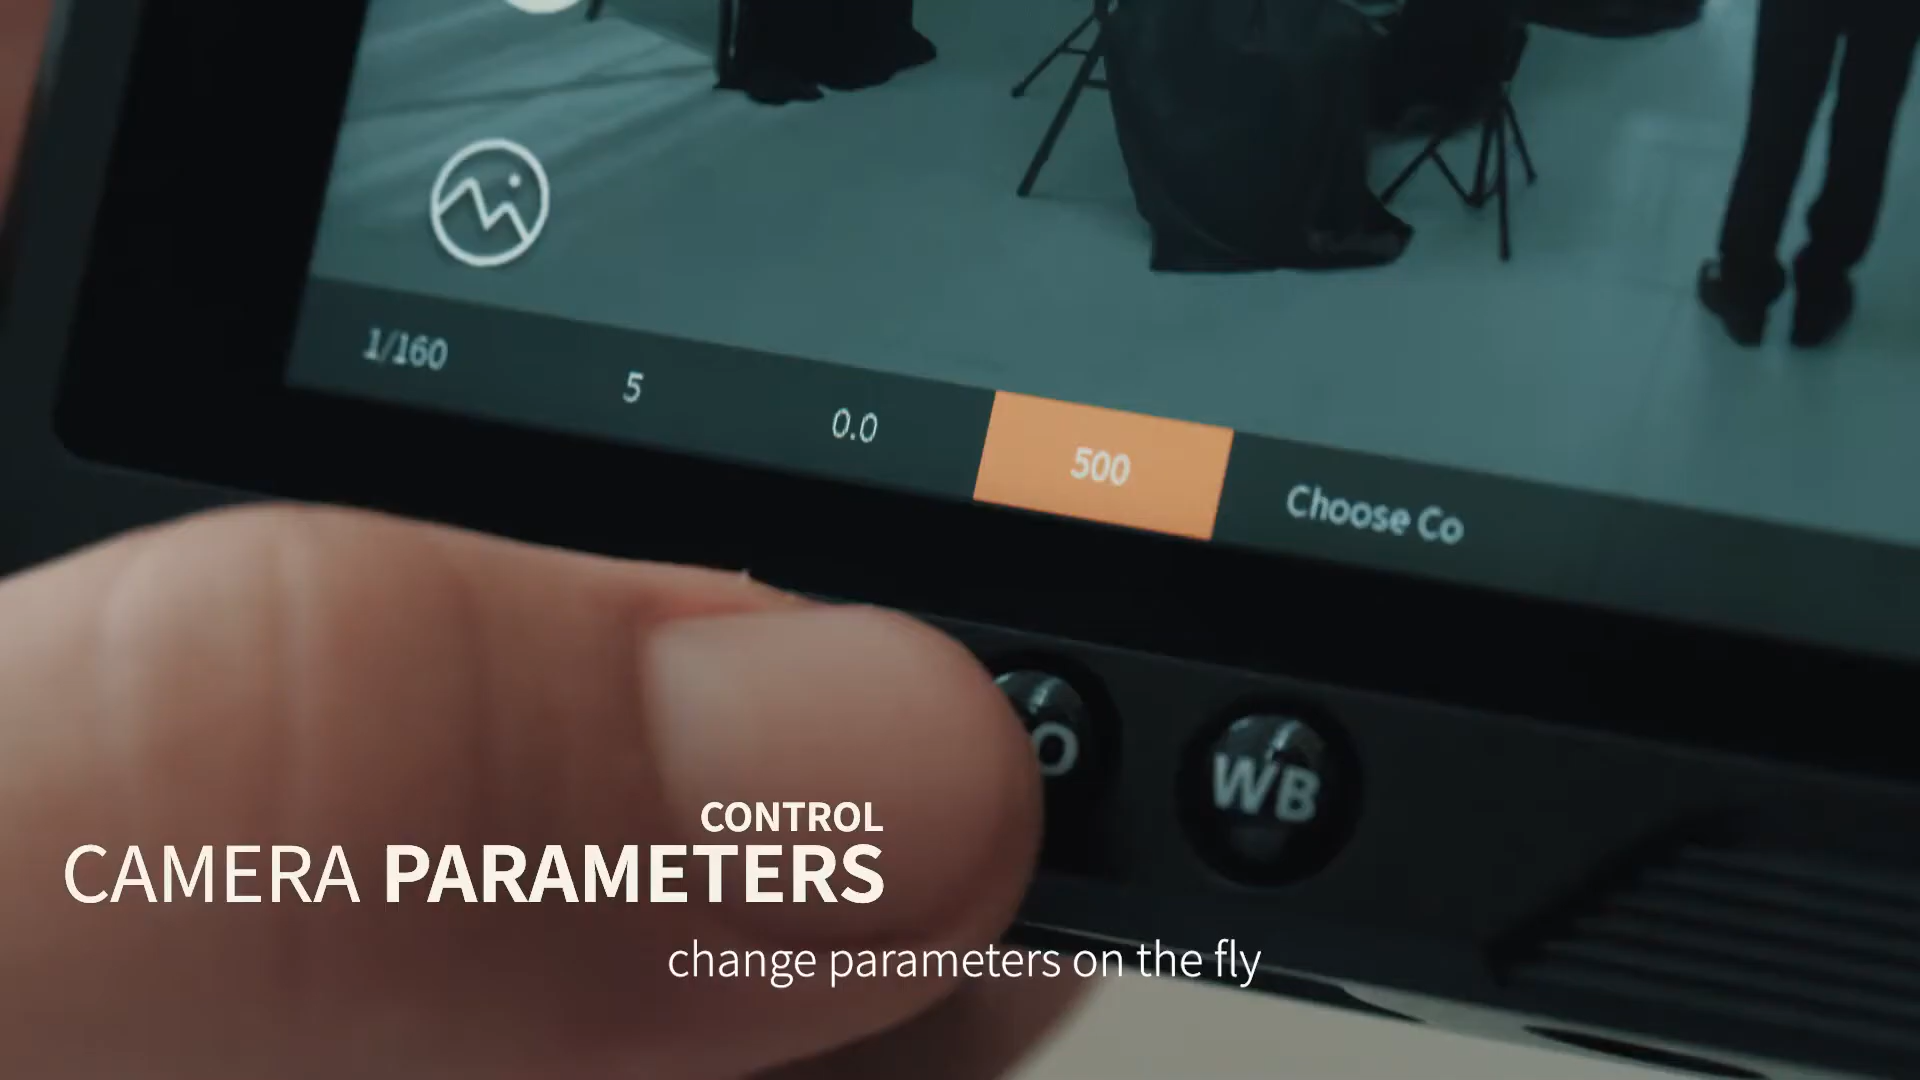 1/160
5
0.0
500
Choose Co
O
WB
CONTROL
CAMERA PARAMETERS
change parameters on the fly